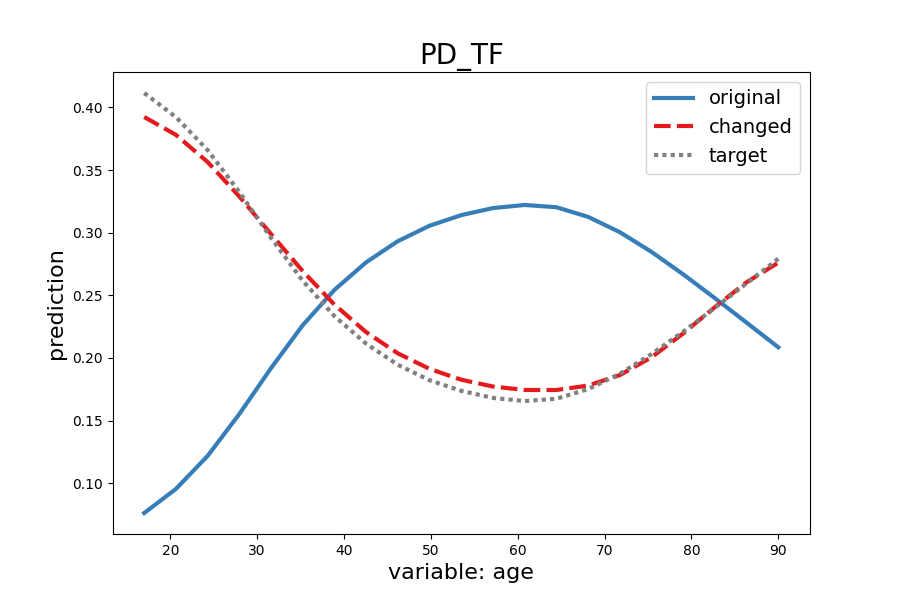 PD_TF
original
changed
target
0.40
0.35
0.30
0.25
0.20
0.15
0.10
prediction
20 30 40 50 60 70 80 90
variable: age